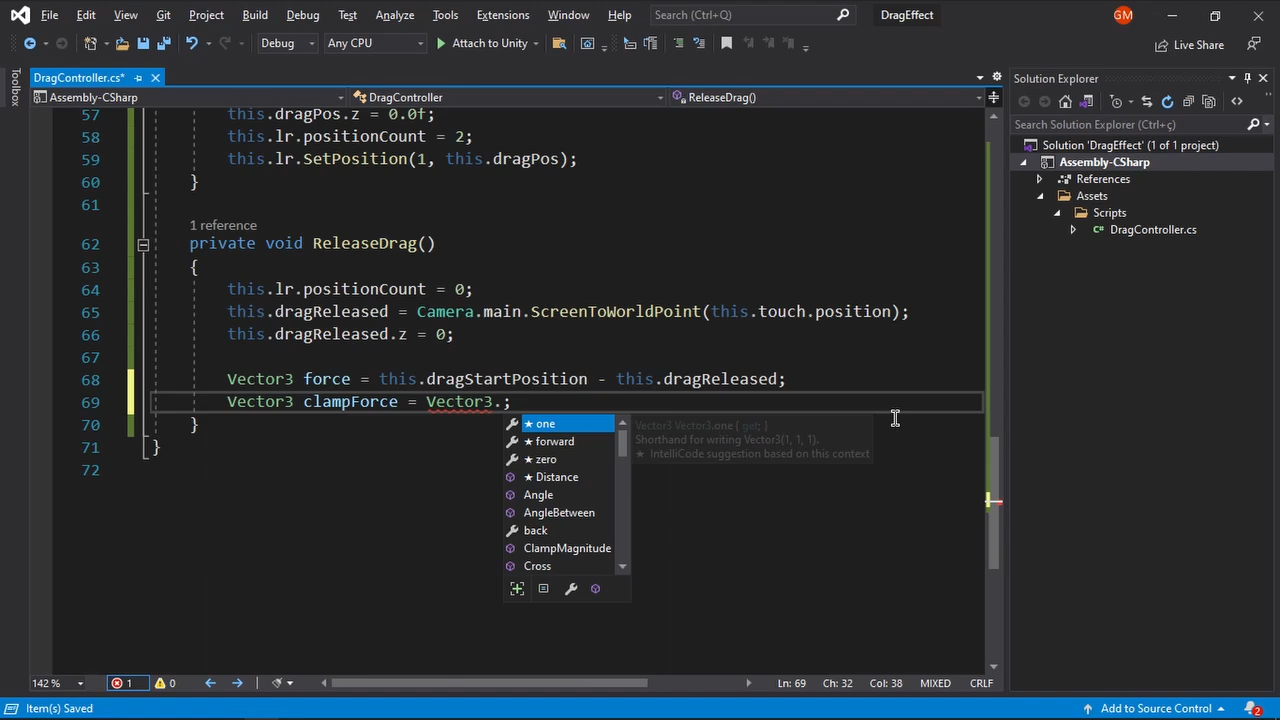 File Edit View Git Project Build Debug Test Analyze Tools Extensions Window Help Search (Ctrl+Q) DragEffect GM
Debug Any CPU Attach to Unity Live Share
Toolbox
DragController.cs*
Assembly-CSharp DragController ReleaseDrag()
57 this.dragPos.z = 0.0f;
58 this.lr.positionCount = 2;
59 this.lr.SetPosition(1, this.dragPos);
60 }
61
1 reference
62 private void ReleaseDrag()
63 {
64 this.lr.positionCount = 0;
65 this.dragReleased = Camera.main.ScreenToWorldPoint(this.touch.position);
66 this.dragReleased.z = 0;
67
68 Vector3 force = this.dragStartPosition - this.dragReleased;
69 Vector3 clampForce = Vector3.;
70 }
71 }
72
★ one
★ forward
★ zero
★ Distance
Angle
AngleBetween
back
ClampMagnitude
Cross
Vector3 Vector3.one { get; }
Shorthand for writing Vector3(1, 1, 1).
★ IntelliCode suggestion based on this context
Solution Explorer
Search Solution Explorer (Ctrl+ç)
Solution 'DragEffect' (1 of 1 project)
Assembly-CSharp
References
Assets
Scripts
C# DragController.cs
142 % 1 0 Ln: 69 Ch: 32 Col: 38 MIXED CRLF
Item(s) Saved Add to Source Control 2